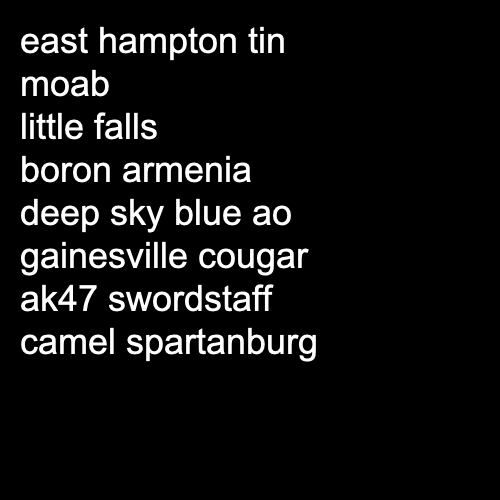 east hampton tin
moab
little falls
boron armenia
deep sky blue ao
gainesville cougar
ak47 swordstaff
camel spartanburg